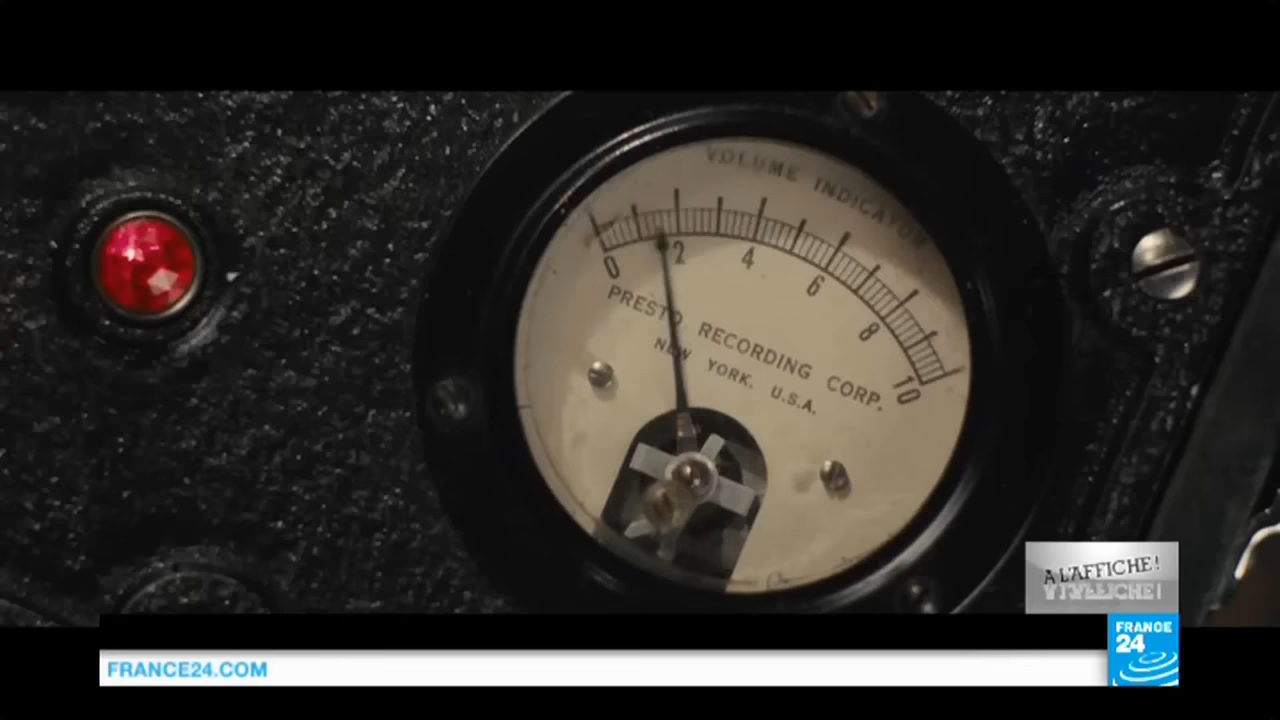 VOLUME INDICATOR
0 2 4 6 8 10
PRESTO RECORDING CORP.
NEW YORK. U.S.A.
A L'AFFICHE!
FRANCE
24
FRANCE24.COM